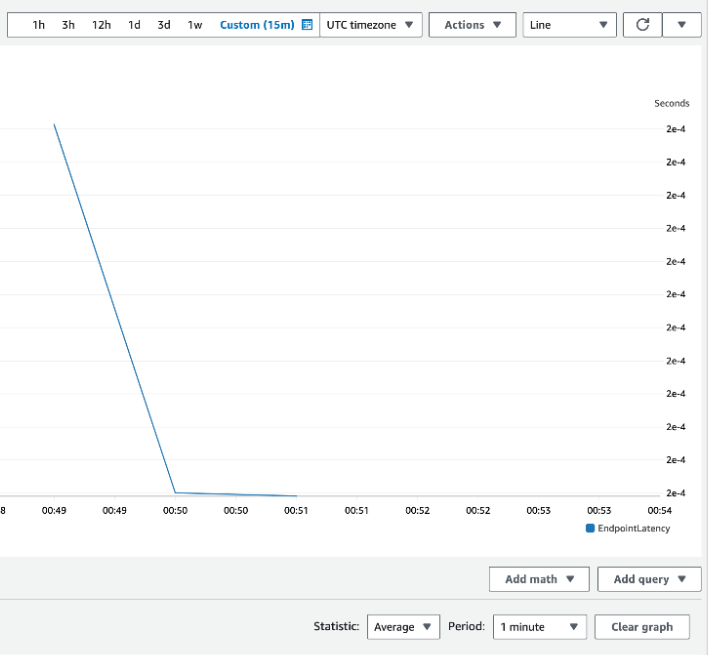 1h 3h 12h 1d 3d 1w Custom (15m) UTC timezone Actions Line
Seconds
2e-4
2e-4
2e-4
2e-4
2e-4
2e-4
2e-4
2e-4
2e-4
2e-4
2e-4
2e-4
8 00:49 00:49 00:50 00:50 00:51 00:51 00:52 00:52 00:53 00:53 00:54
EndpointLatency
Add math Add query
Statistic: Average Period: 1 minute Clear graph